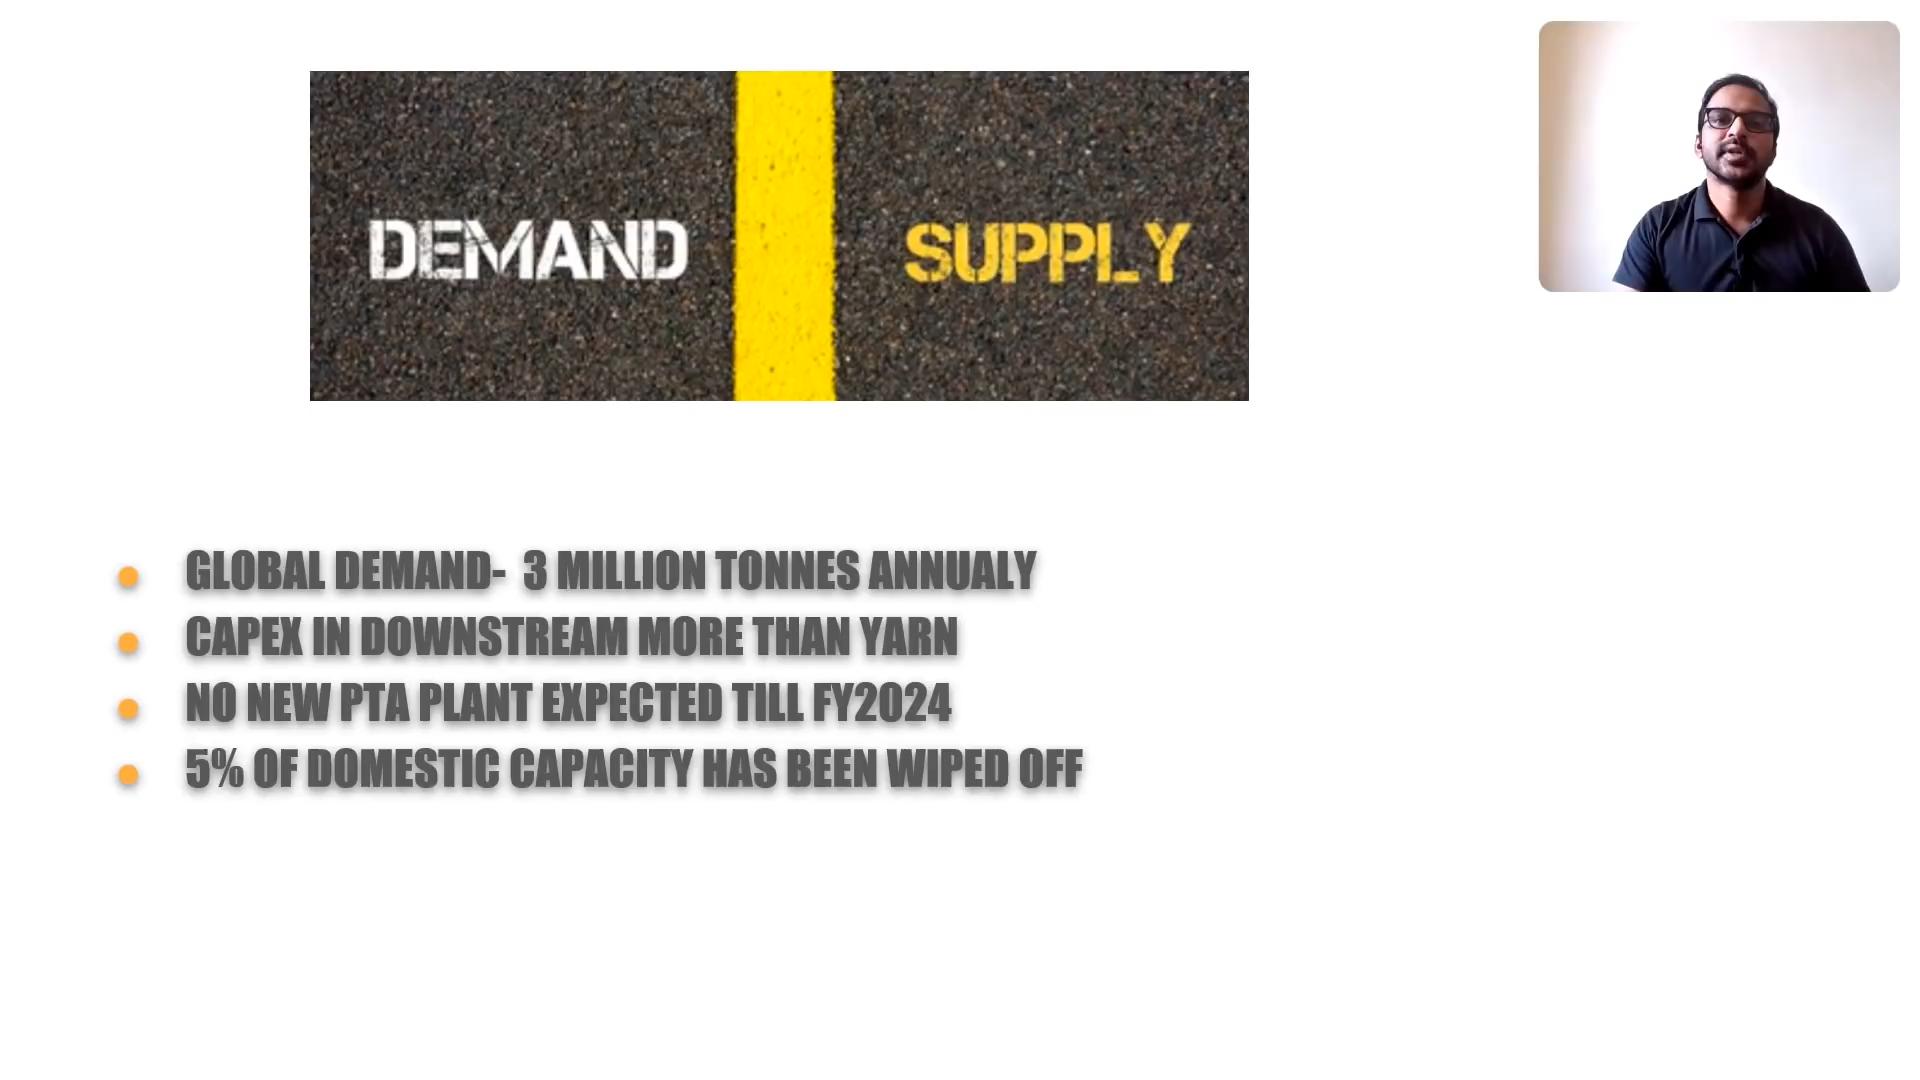 DEMAND SUPPLY
GLOBAL DEMAND- 3 MILLION TONNES ANNUALY
CAPEX IN DOWNSTREAM MORE THAN YARN
NO NEW PTA PLANT EXPECTED TILL FY2024
5% OF DOMESTIC CAPACITY HAS BEEN WIPED OFF